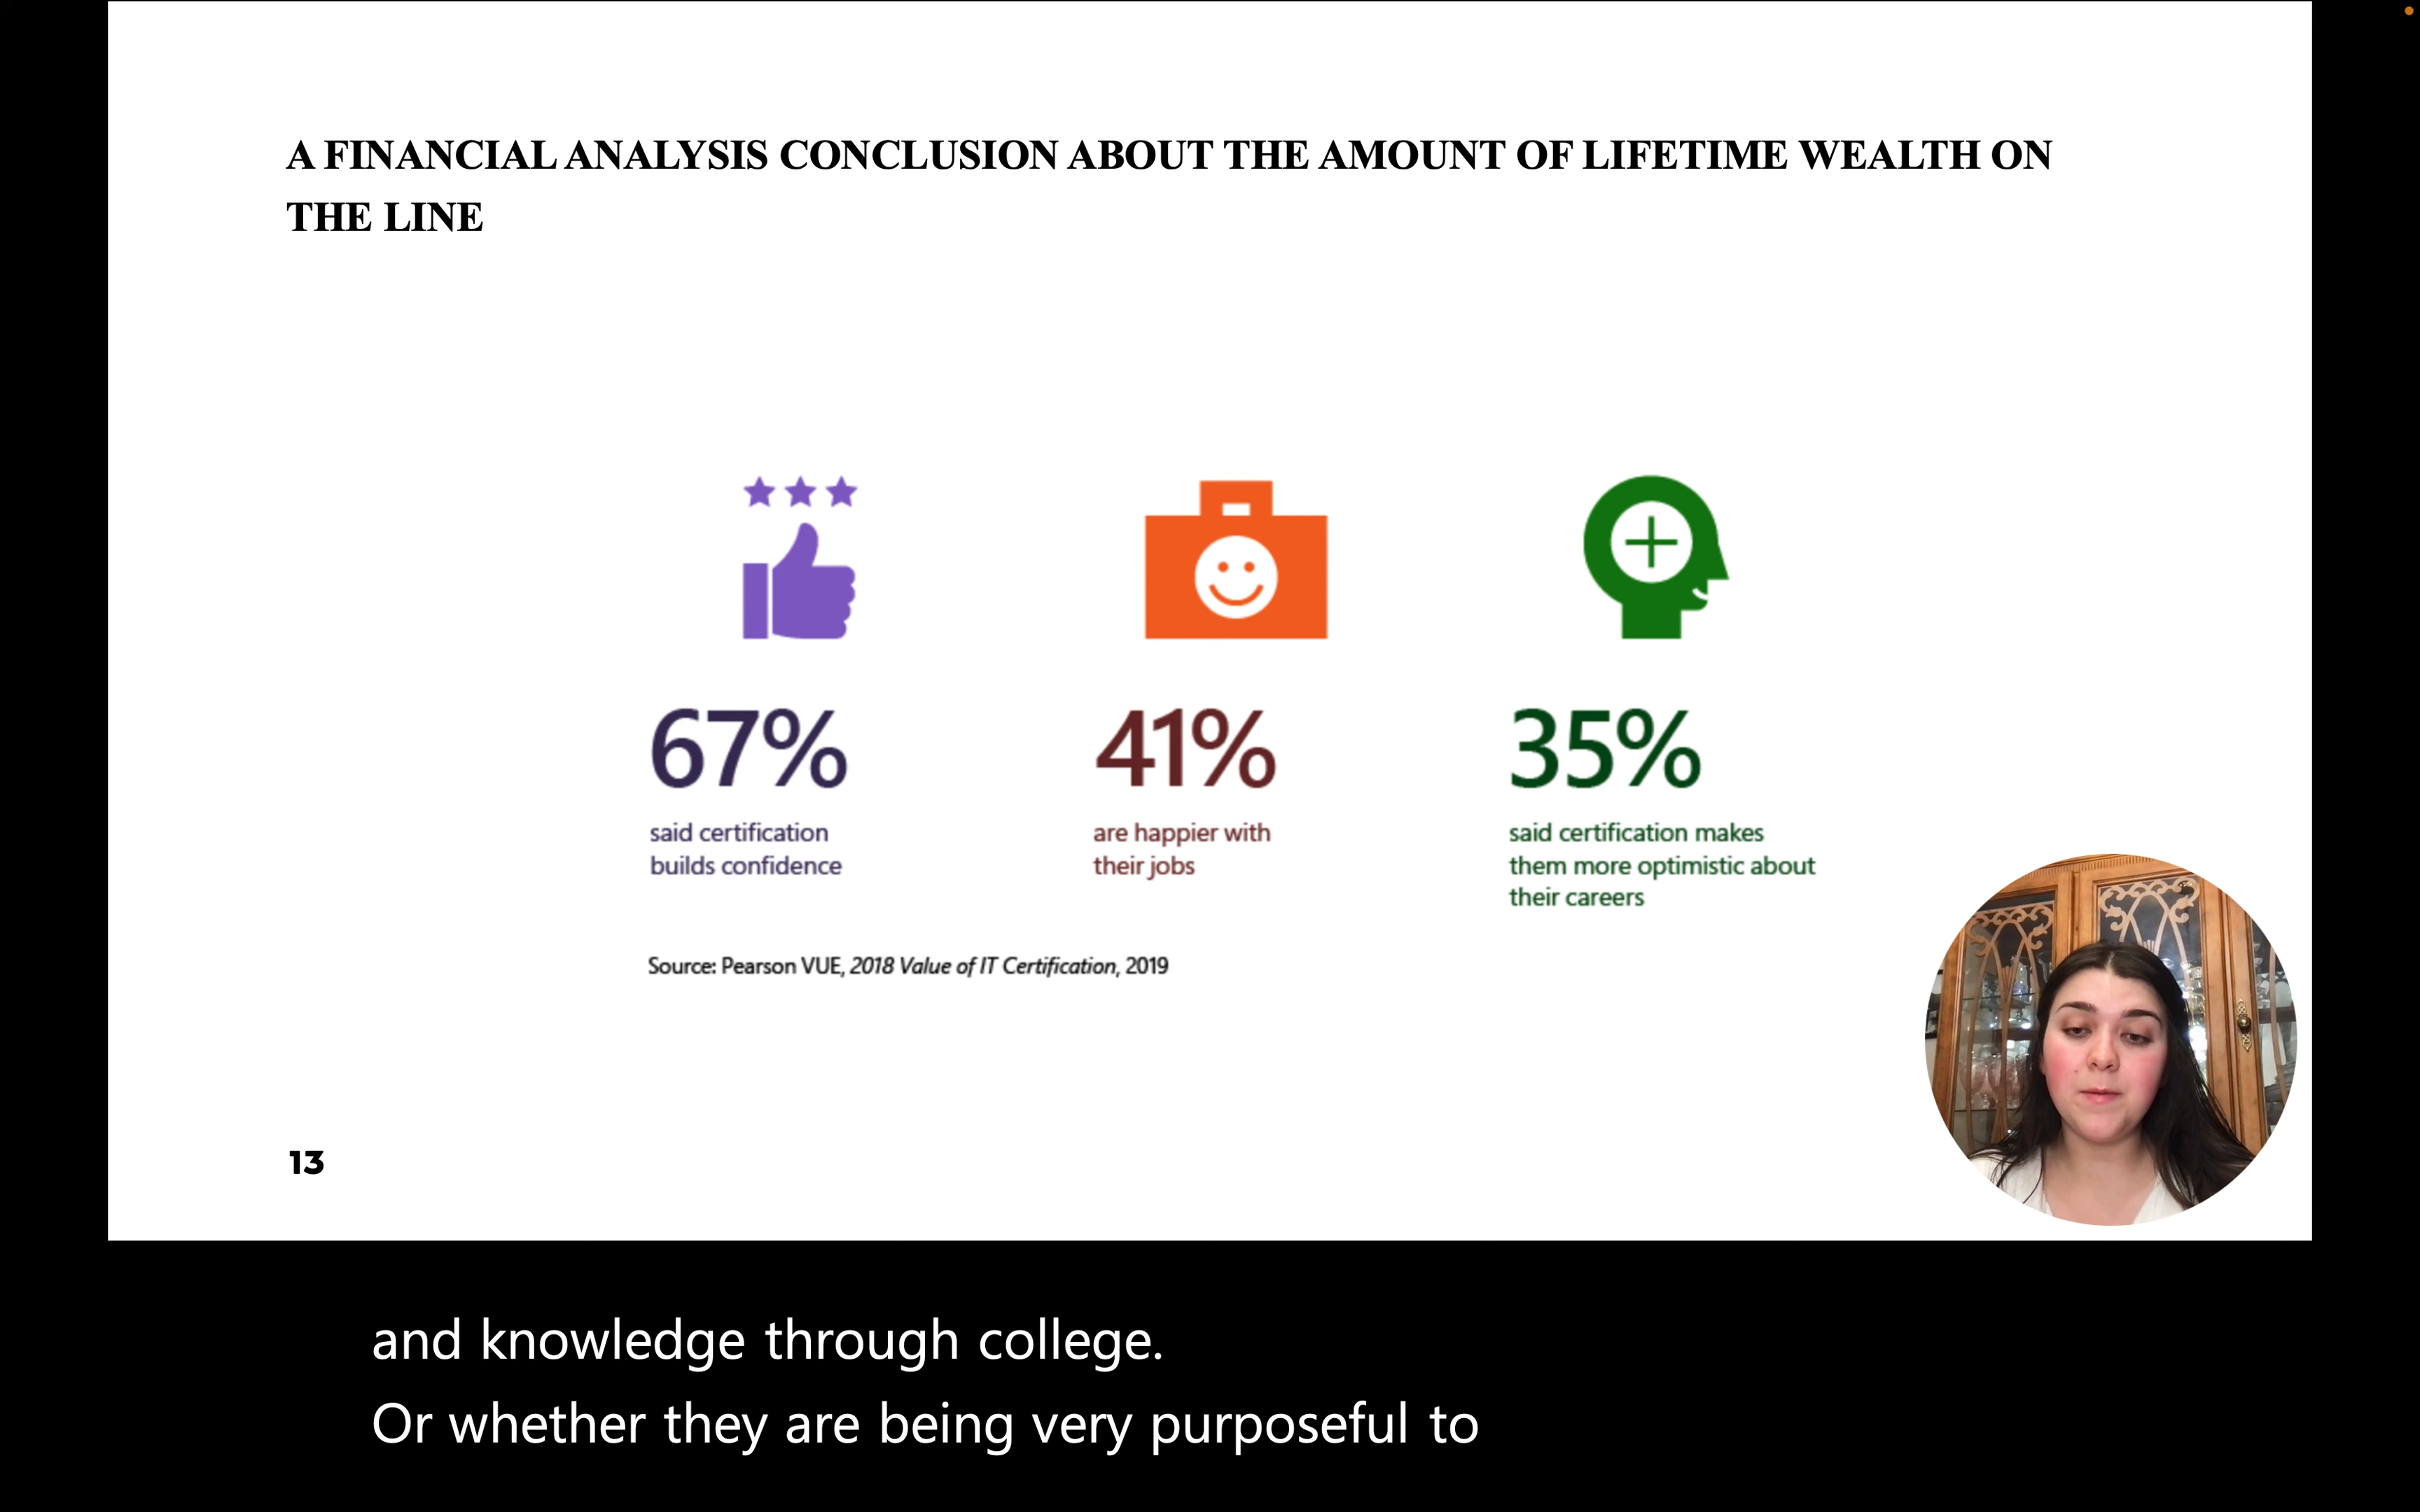 A FINANCIAL ANALYSIS CONCLUSION ABOUT THE AMOUNT OF LIFETIME WEALTH ON
THE LINE
67%
said certification
builds confidence
41%
are happier with
their jobs
35%
said certification makes
them more optimistic about
their careers
Source: Pearson VUE, 2018 Value of IT Certification, 2019
13
and knowledge through college.
Or whether they are being very purposeful to